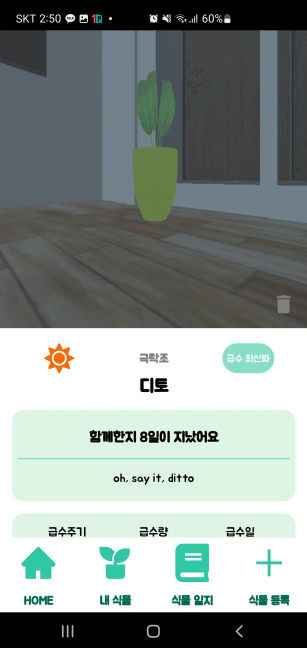 SKT 2:50
60%
극락조
급수 최신화
디토
함께한지 8일이 지났어요
oh, say it, ditto
급수주기 급수량 급수일
HOME 내 식물 식물 일지 식물 등록